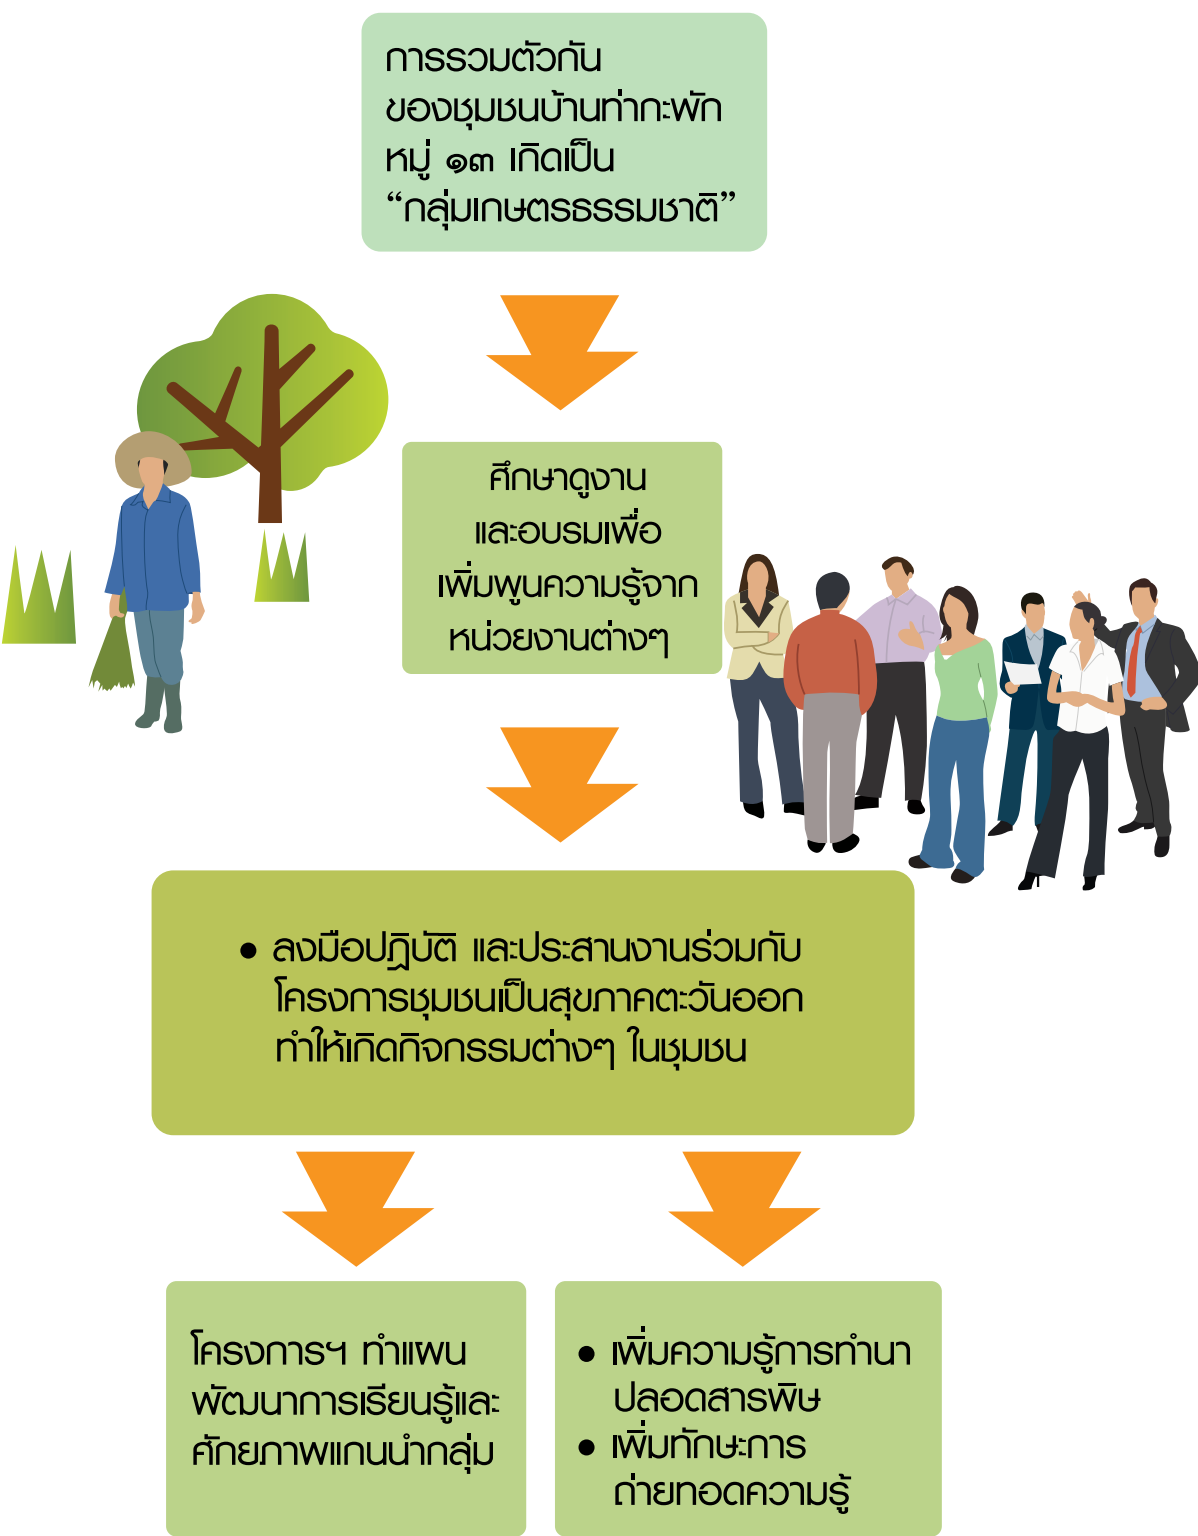 การรวมตัวกัน
ของชุมชนบ้านท่ากะพัก
หมู่ ๑๓ เกิดเป็น
“กลุ่มเกษตรธรรมชาติ”
ศึกษาดูงาน
และอบรมเพื่อ
เพิ่มพูนความรู้จาก
หน่วยงานต่างๆ
• ลงมือปฏิบัติ และประสานงานร่วมกับ
โครงการชุมชนเป็นสุขภาคตะวันออก
ทำให้เกิดกิจกรรมต่างๆ ในชุมชน
โครงการฯ ทำแผน
พัฒนาการเรียนรู้และ
ศักยภาพแกนนำกลุ่ม
• เพิ่มความรู้การทำนา
ปลอดสารพิษ
• เพิ่มทักษะการ
ถ่ายทอดความรู้